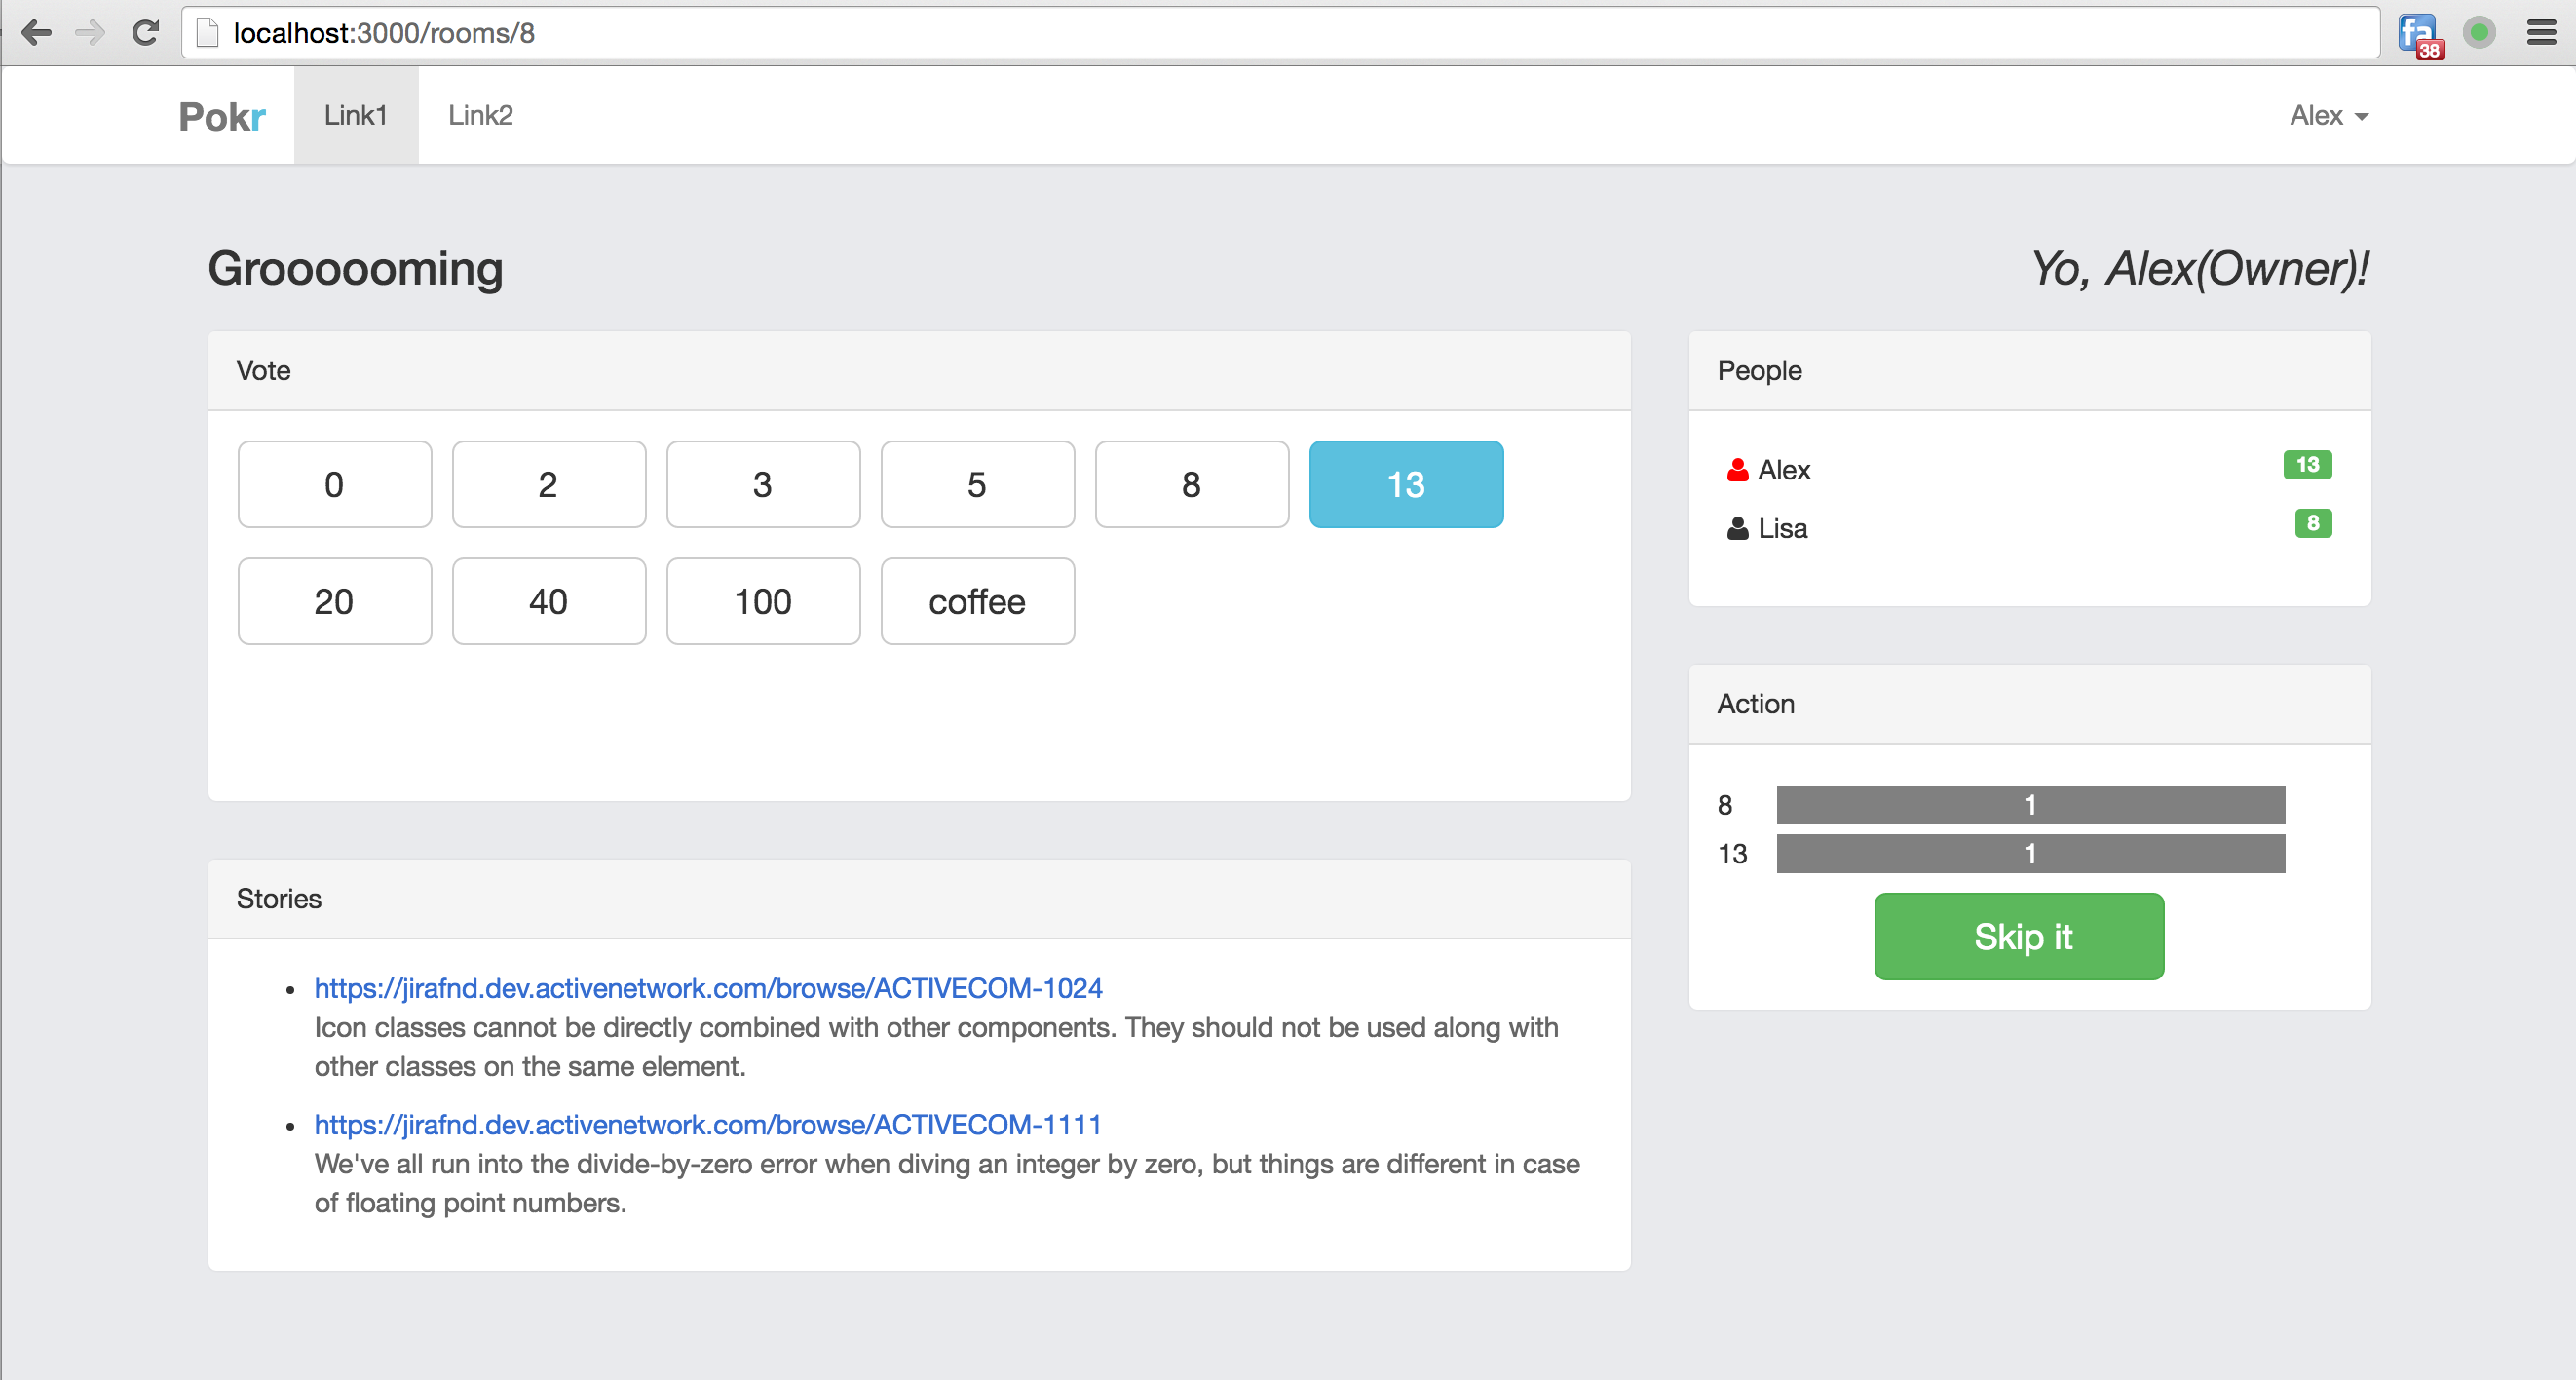 localhost:3000/rooms/8
fa
38
Pokr
Link1
Link2
Alex
Groooooming
Yo, Alex(Owner)!
Vote
0
2
3
5
8
13
20
40
100
coffee
People
Alex
13
Lisa
8
Action
8
1
13
1
Skip it
Stories
https://jirafnd.dev.activenetwork.com/browse/ACTIVECOM-1024
Icon classes cannot be directly combined with other components. They should not be used along with
other classes on the same element.
https://jirafnd.dev.activenetwork.com/browse/ACTIVECOM-1111
We've all run into the divide-by-zero error when diving an integer by zero, but things are different in case
of floating point numbers.